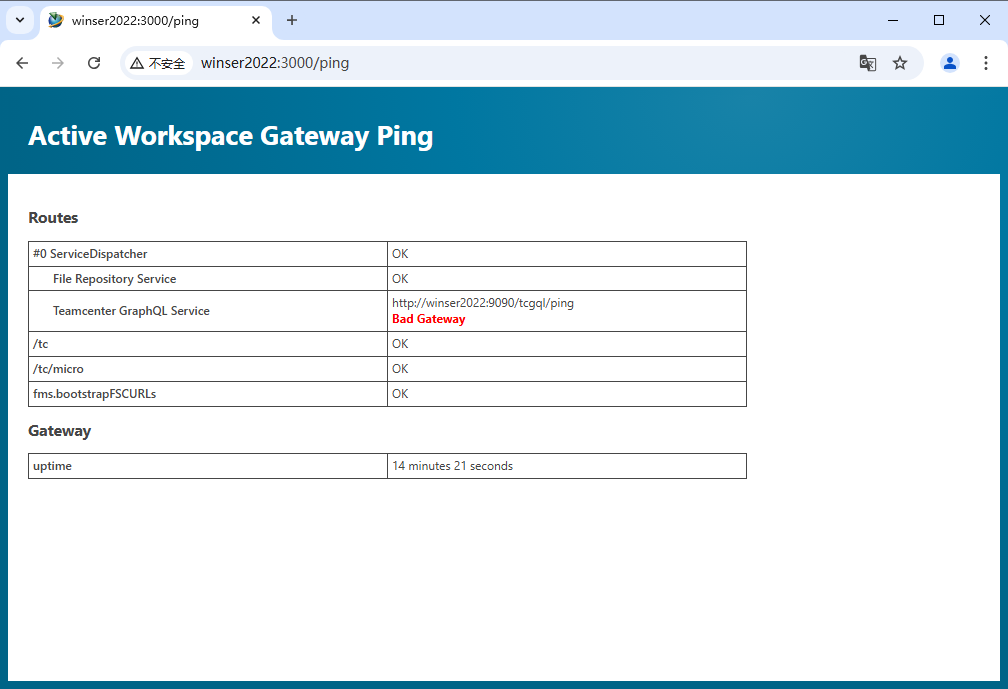 winser2022:3000/ping
不安全 winser2022:3000/ping
Active Workspace Gateway Ping
Routes
#0 ServiceDispatcher OK
File Repository Service OK
Teamcenter GraphQL Service http://winser2022:9090/tcgql/ping
Bad Gateway
/tc OK
/tc/micro OK
fms.bootstrapFSCURLs OK
Gateway
uptime 14 minutes 21 seconds